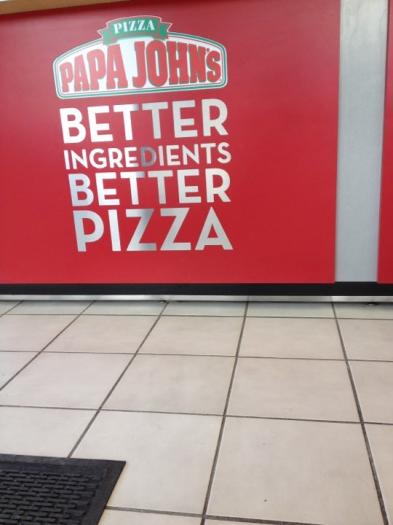 PIZZA
PAPA JOHN'S
BETTER
INGREDIENTS
BETTER
PIZZA